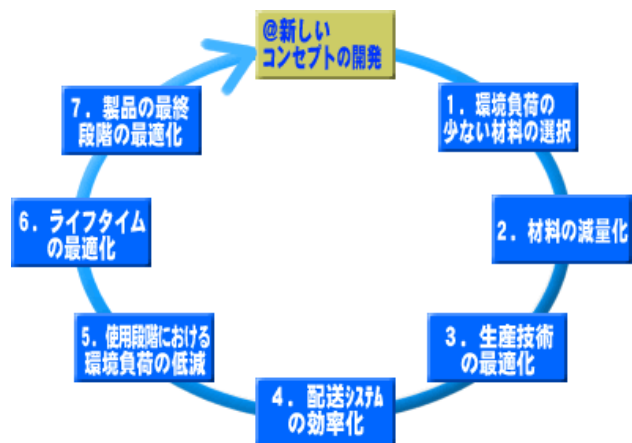 @新しい
コンセプトの開発
1．環境負荷の
少ない材料の選択
2．材料の減量化
3．生産技術
の最適化
4．配送システム
の効率化
5．使用段階における
環境負荷の低減
6．ライフタイム
の最適化
7．製品の最終
段階の最適化